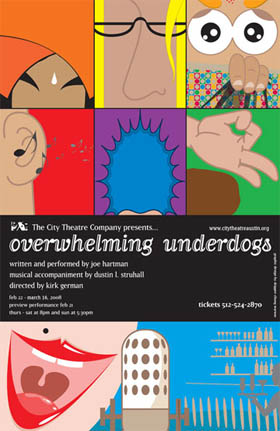 The City Theatre Company presents...
www.citytheatreaustin.org
overwhelming underdogs
written and performed by joe hartman
musical accompaniment by dustin l. struhall
directed by kirk german
feb 22 - march 16, 2008
preview performance feb 21
thurs - sat at 8pm and sun at 5:30pm
tickets 512-524-2870